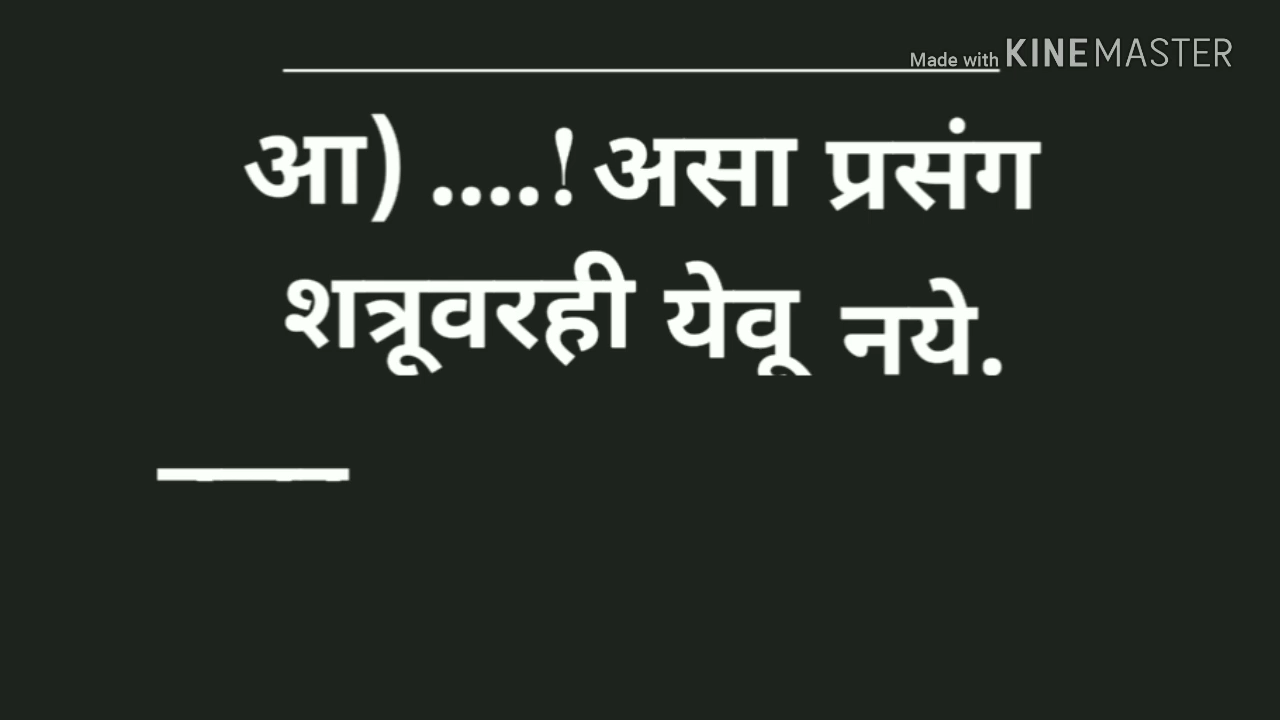 Made with KINEMASTER
आ) ....! असा प्रसंग
शत्रूवरही येवू नये.